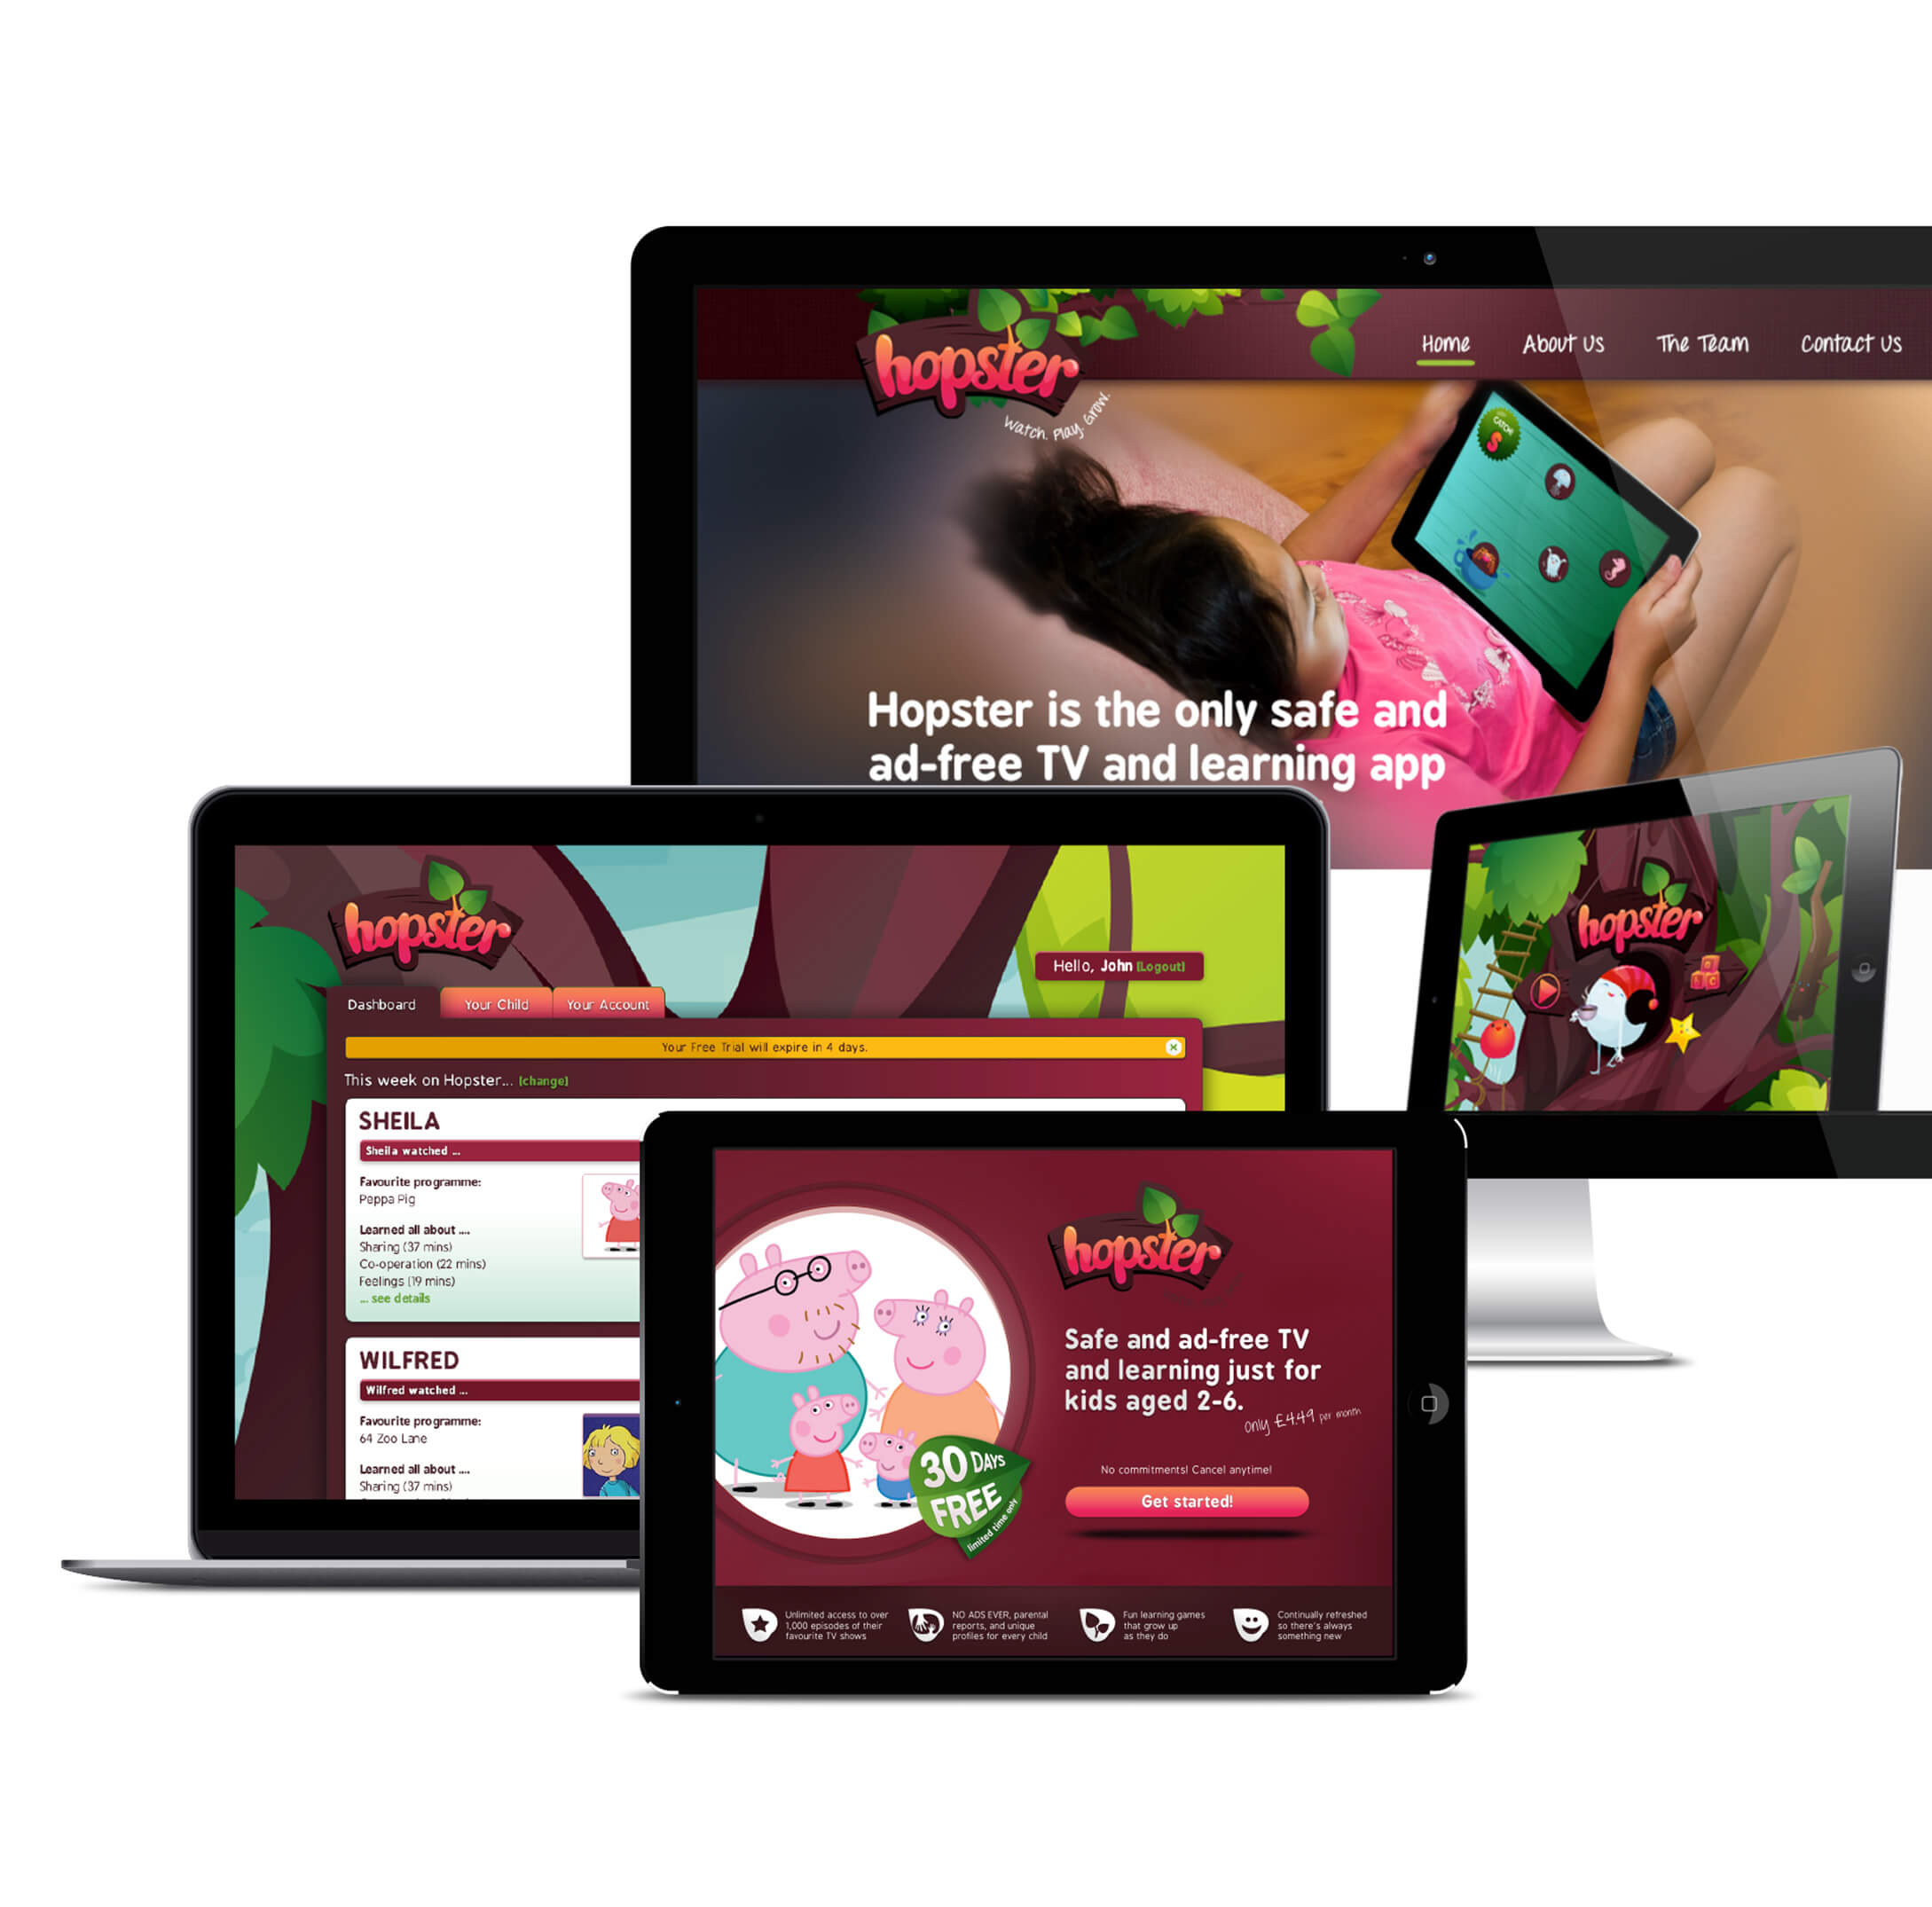 hopster
Watch. Play. Grow.
Home
About Us
The Team
Contact Us
CATCH
S
Hopster is the only safe and
ad-free TV and learning app
hopster
Hello, John [Logout]
Dashboard
Your Child
Your Account
Your Free Trial will expire in 4 days.
This week on Hopster... [change]
SHEILA
Sheila watched ...
Favourite programme:
Peppa Pig
Learned all about ....
Sharing (37 mins)
Co-operation (22 mins)
Feelings (19 mins)
... see details
WILFRED
Wilfred watched ...
Favourite programme:
64 Zoo Lane
Learned all about ....
Sharing (37 mins)
hopster
hopster
Safe and ad-free TV
and learning just for
kids aged 2-6.
Only £4.49 per month
30 DAYS
FREE
limited time only
No commitments! Cancel anytime!
Get started!
Unlimited access to over
1,000 episodes of their
favourite TV shows
NO ADS EVER, parental
reports, and unique
profiles for every child
Fun learning games
that grow up
as they do
Continually refreshed
so there's always
something new